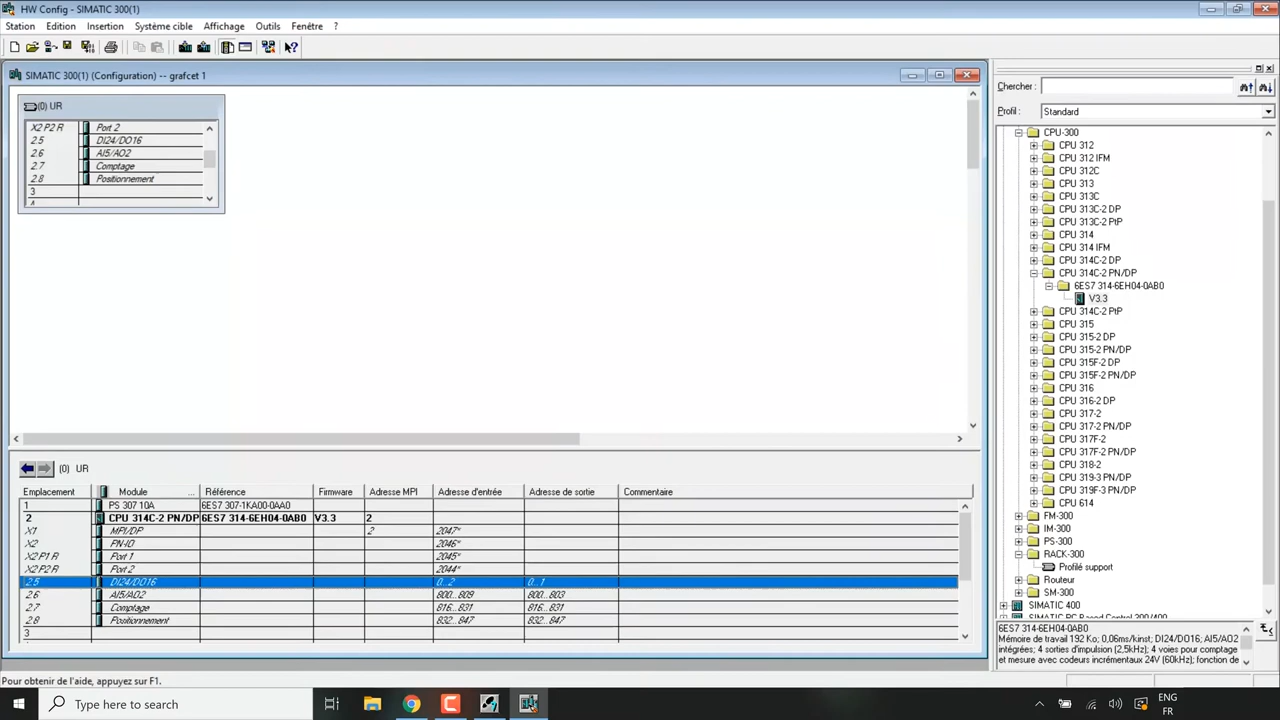 HW Config - SIMATIC 300(1)
Station Edition Insertion Système cible Affichage Outils Fenêtre ?
SIMATIC 300(1) (Configuration) -- grafcet 1
(0) UR
X2 P2 R Port 2
2.5 DI24/DO16
2.6 AI5/AO2
2.7 Comptage
2.8 Positionnement
3
Chercher :
Profil : Standard
CPU-300
CPU 312
CPU 312 IFM
CPU 312C
CPU 313
CPU 313C
CPU 313C-2 DP
CPU 313C-2 PtP
CPU 314
CPU 314 IFM
CPU 314C-2 DP
CPU 314C-2 PN/DP
6ES7 314-6EH04-0AB0
V3.3
CPU 314C-2 PtP
CPU 315
CPU 315-2 DP
CPU 315-2 PN/DP
CPU 315F-2 DP
CPU 315F-2 PN/DP
CPU 316
CPU 316-2 DP
CPU 317-2
CPU 317-2 PN/DP
CPU 317F-2
CPU 317F-2 PN/DP
CPU 318-2
CPU 319-3 PN/DP
CPU 319F-3 PN/DP
CPU 614
FM-300
IM-300
PS-300
RACK-300
Profilé support
Routeur
SM-300
SIMATIC 400
SIMATIC PC Based Control 300/400
6ES7 314-6EH04-0AB0
Mémoire de travail 192 Ko; 0,06ms/kinst; DI24/DO16; AI5/AO2
intégrées; 4 sorties d'impulsion (2,5kHz); 4 voies pour comptage
et mesure avec codeurs incrémentaux 24V (60kHz); fonction de
(0) UR
Emplacement Module ... Référence Firmware Adresse MPI Adresse d'entrée Adresse de sortie Commentaire
1 PS 307 10A 6ES7 307-1KA00-0AA0
2 CPU 314C-2 PN/DP 6ES7 314-6EH04-0AB0 V3.3 2
X1 MPI/DP 2 2047*
X2 PN-IO 2046*
X2 P1 R Port 1 2045*
X2 P2 R Port 2 2044*
2.5 DI24/DO16 0...2 0...1
2.6 AI5/AO2 800...809 800...803
2.7 Comptage 816...831 816...831
2.8 Positionnement 832...847 832...847
3
Pour obtenir de l'aide, appuyez sur F1.
Type here to search
ENG
FR